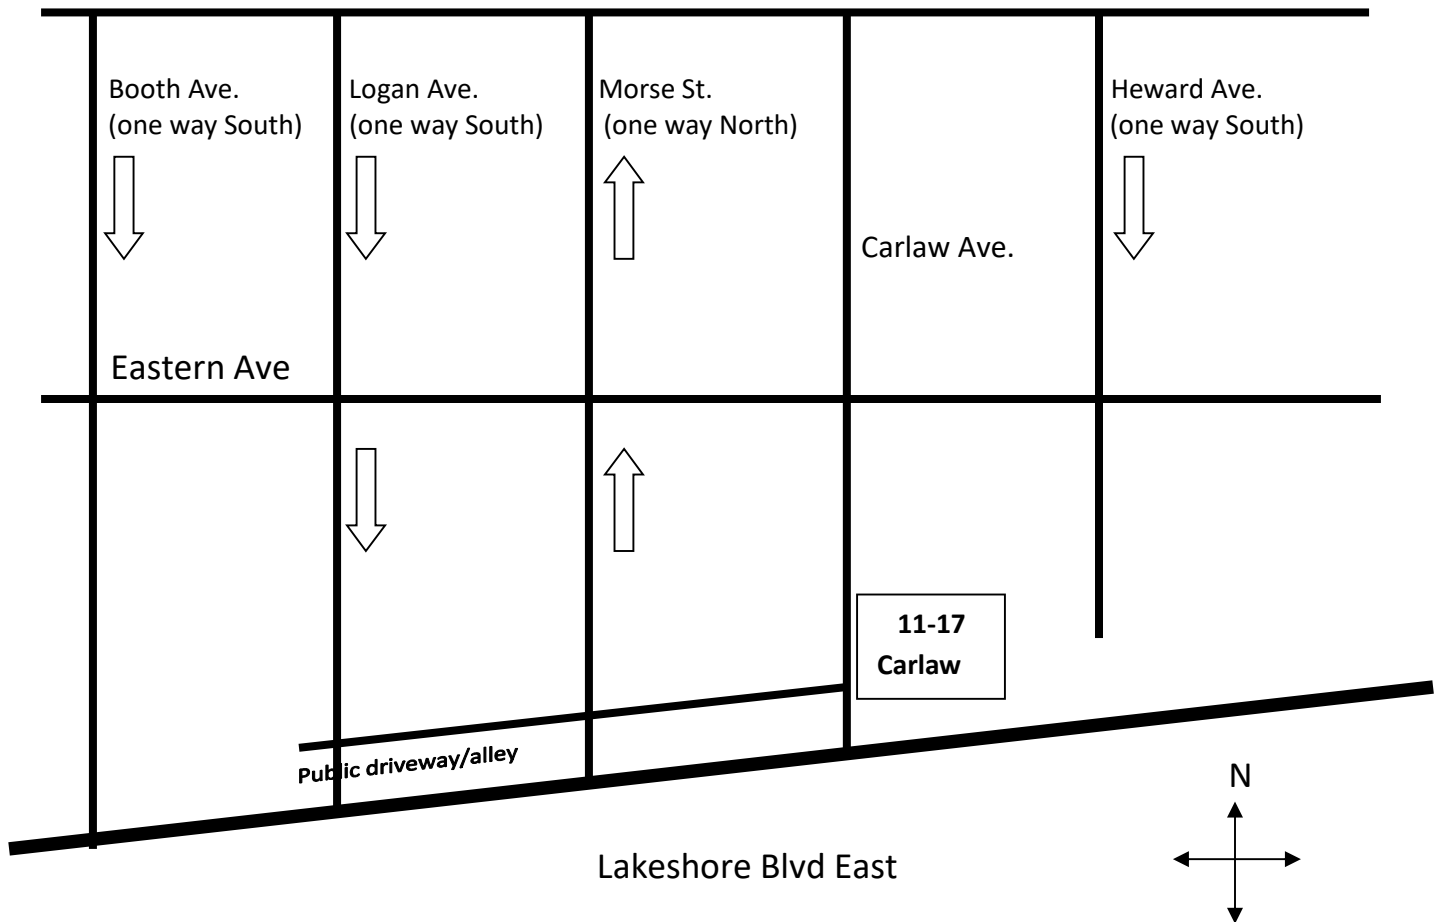 Booth Ave.
(one way South)
Logan Ave.
(one way South)
Morse St.
(one way North)
Heward Ave.
(one way South)
Carlaw Ave.
Eastern Ave
11-17
Carlaw
Public driveway/alley
N
Lakeshore Blvd East